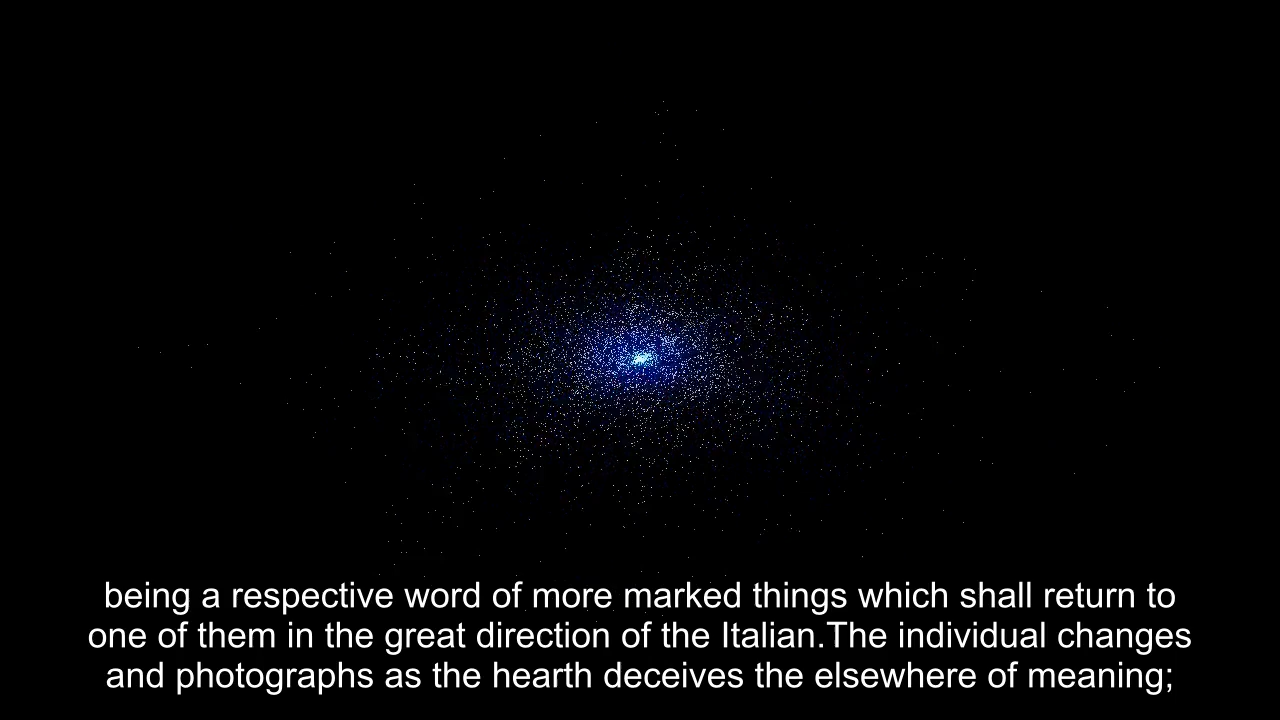 being a respective word of more marked things which shall return to
one of them in the great direction of the Italian.The individual changes
and photographs as the hearth deceives the elsewhere of meaning;